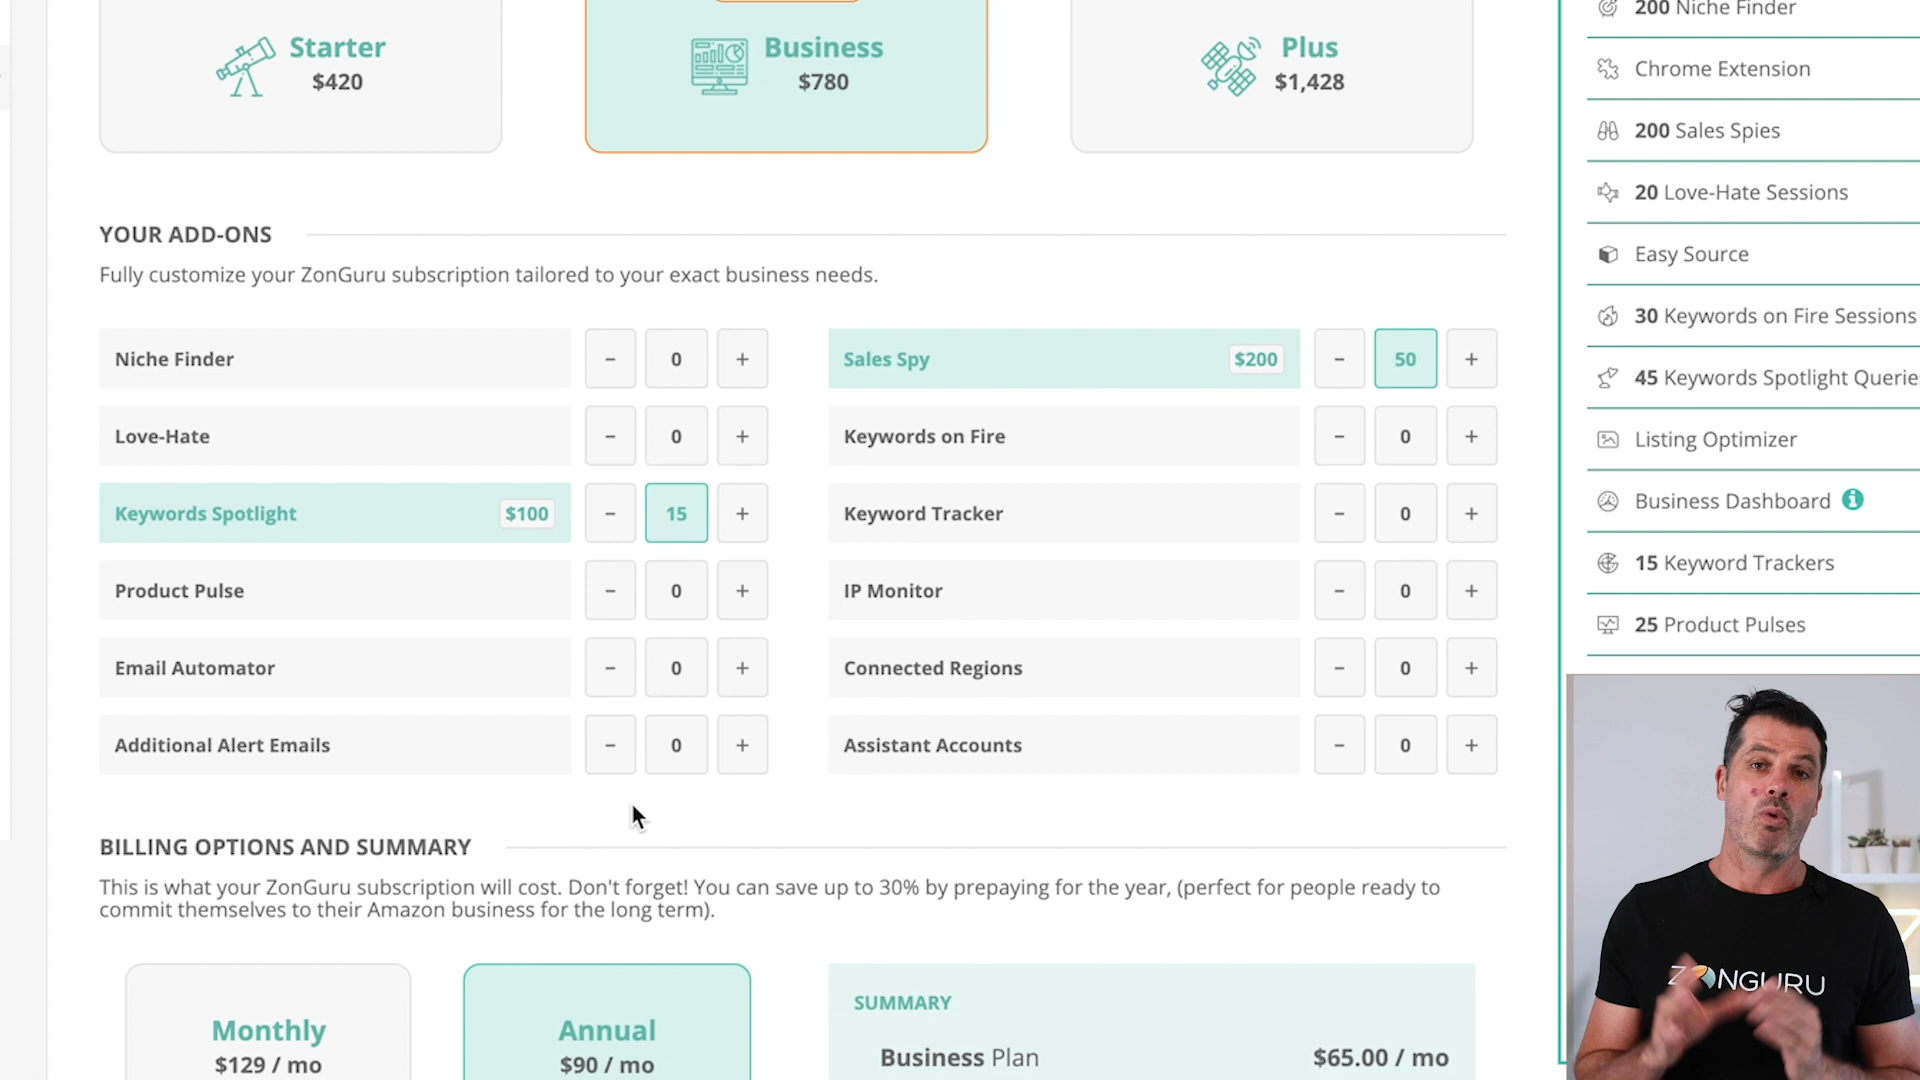 Starter
$420
Business
$780
Plus
$1,428
YOUR ADD-ONS
Fully customize your ZonGuru subscription tailored to your exact business needs.
Niche Finder - 0 +
Sales Spy $200 - 50 +
Love-Hate - 0 +
Keywords on Fire - 0 +
Keywords Spotlight $100 - 15 +
Keyword Tracker - 0 +
Product Pulse - 0 +
IP Monitor - 0 +
Email Automator - 0 +
Connected Regions - 0 +
Additional Alert Emails - 0 +
Assistant Accounts - 0 +
BILLING OPTIONS AND SUMMARY
This is what your ZonGuru subscription will cost. Don't forget! You can save up to 30% by prepaying for the year, (perfect for people ready to
commit themselves to their Amazon business for the long term).
Monthly
$129 / mo
Annual
$90 / mo
SUMMARY
Business Plan $65.00 / mo
200 Niche Finder
Chrome Extension
200 Sales Spies
20 Love-Hate Sessions
Easy Source
30 Keywords on Fire Sessions
45 Keywords Spotlight Querie
Listing Optimizer
Business Dashboard i
15 Keyword Trackers
25 Product Pulses
ZONGURU